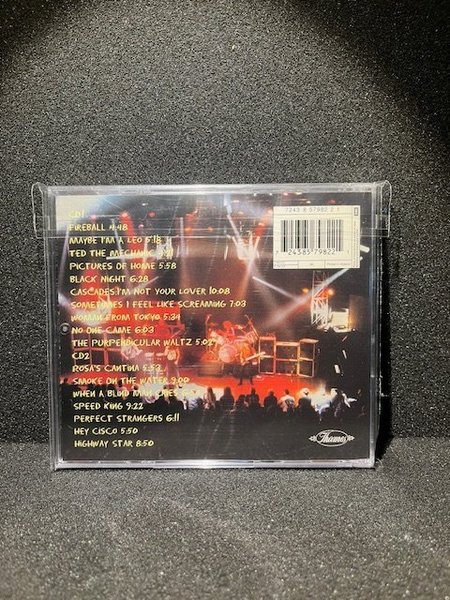 CD1
FIREBALL 4:48
MAYBE I'M A LEO 5:18
TED THE MECHANIC
PICTURES OF HOME 5:58
BLACK NIGHT 6:28
CASCADES:I'M NOT YOUR LOVER 10:08
SOMETIMES I FEEL LIKE SCREAMING 7:03
WOMAN FROM TOKYO 5:34
NO ONE CAME 6:03
THE PURPENDICULAR WALTZ 5:02
CD2
ROSA'S CANTINA 5:53
SMOKE ON THE WATER 9:00
WHEN A BLIND MAN CRIES
SPEED KING 9:22
PERFECT STRANGERS 6:11
HEY CISCO 5:50
HIGHWAY STAR 8:50
7243 8 57982 2
724385 79822
Thames